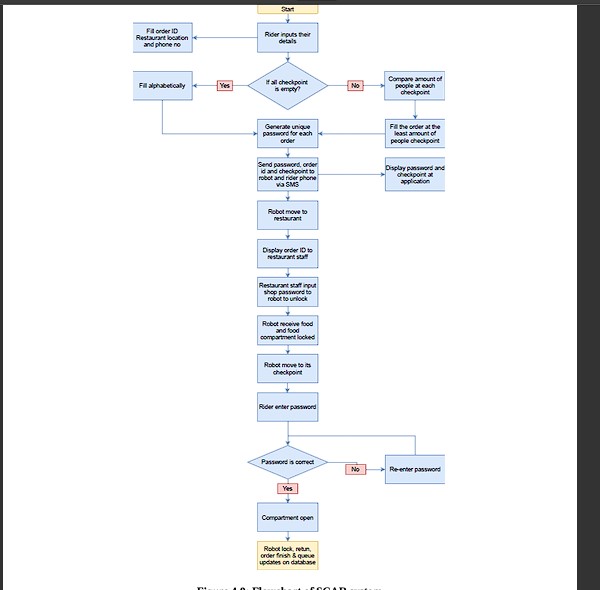 Start
Fill order ID
Restaurant location
and phone no
Rider inputs their
details
Fill alphabetically
Yes
If all checkpoint
is empty?
No
Compare amount of
people at each
checkpoint
Generate unique
password for each
order
Fill the order at the
least amount of
people checkpoint
Send password, order
id and checkpoint to
robot and rider phone
via SMS
Display password and
checkpoint at
application
Robot move to
restaurant
Display order ID to
restaurant staff
Restaurant staff input
shop password to
robot to unlock
Robot receive food
and food
compartment locked
Robot move to its
checkpoint
Rider enter password
Password is correct
No
Re-enter password
Yes
Compartment open
Robot lock, retun,
order finish & queue
updates on database